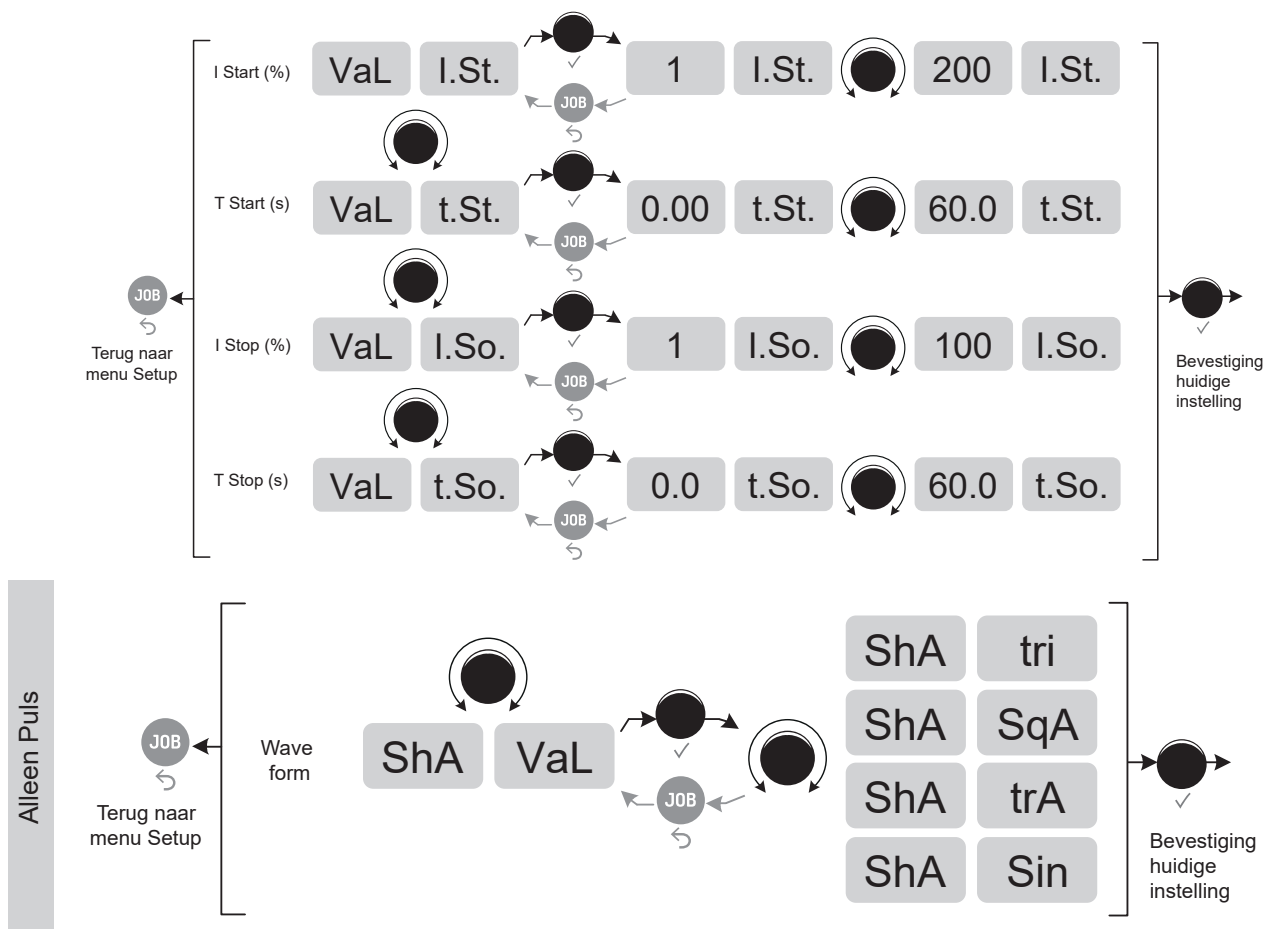 I Start (%) VaL I.St. 1 I.St. 200 I.St.
JOB
T Start (s) VaL t.St. 0.00 t.St. 60.0 t.St.
JOB
JOB
Terug naar
menu Setup
I Stop (%) VaL I.So. 1 I.So. 100 I.So.
JOB
Bevestiging
huidige
instelling
T Stop (s) VaL t.So. 0.0 t.So. 60.0 t.So.
JOB
Alleen Puls
JOB
Terug naar
menu Setup
Wave
form
ShA VaL
JOB
ShA tri
ShA SqA
ShA trA
ShA Sin
Bevestiging
huidige
instelling